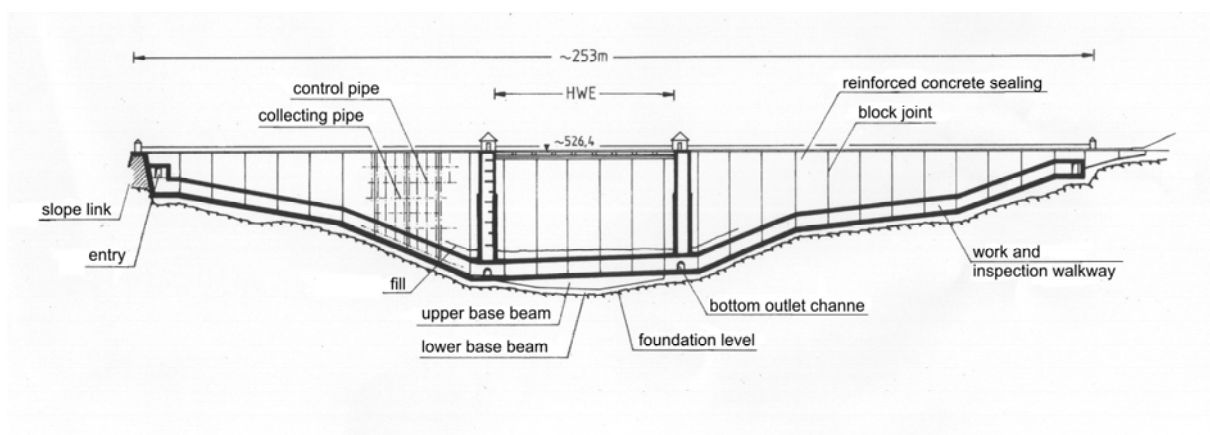 ~253m
control pipe
HWE
reinforced concrete sealing
collecting pipe
block joint
~526,4
slope link
entry
work and
inspection walkway
fill
upper base beam
bottom outlet channe
lower base beam
foundation level